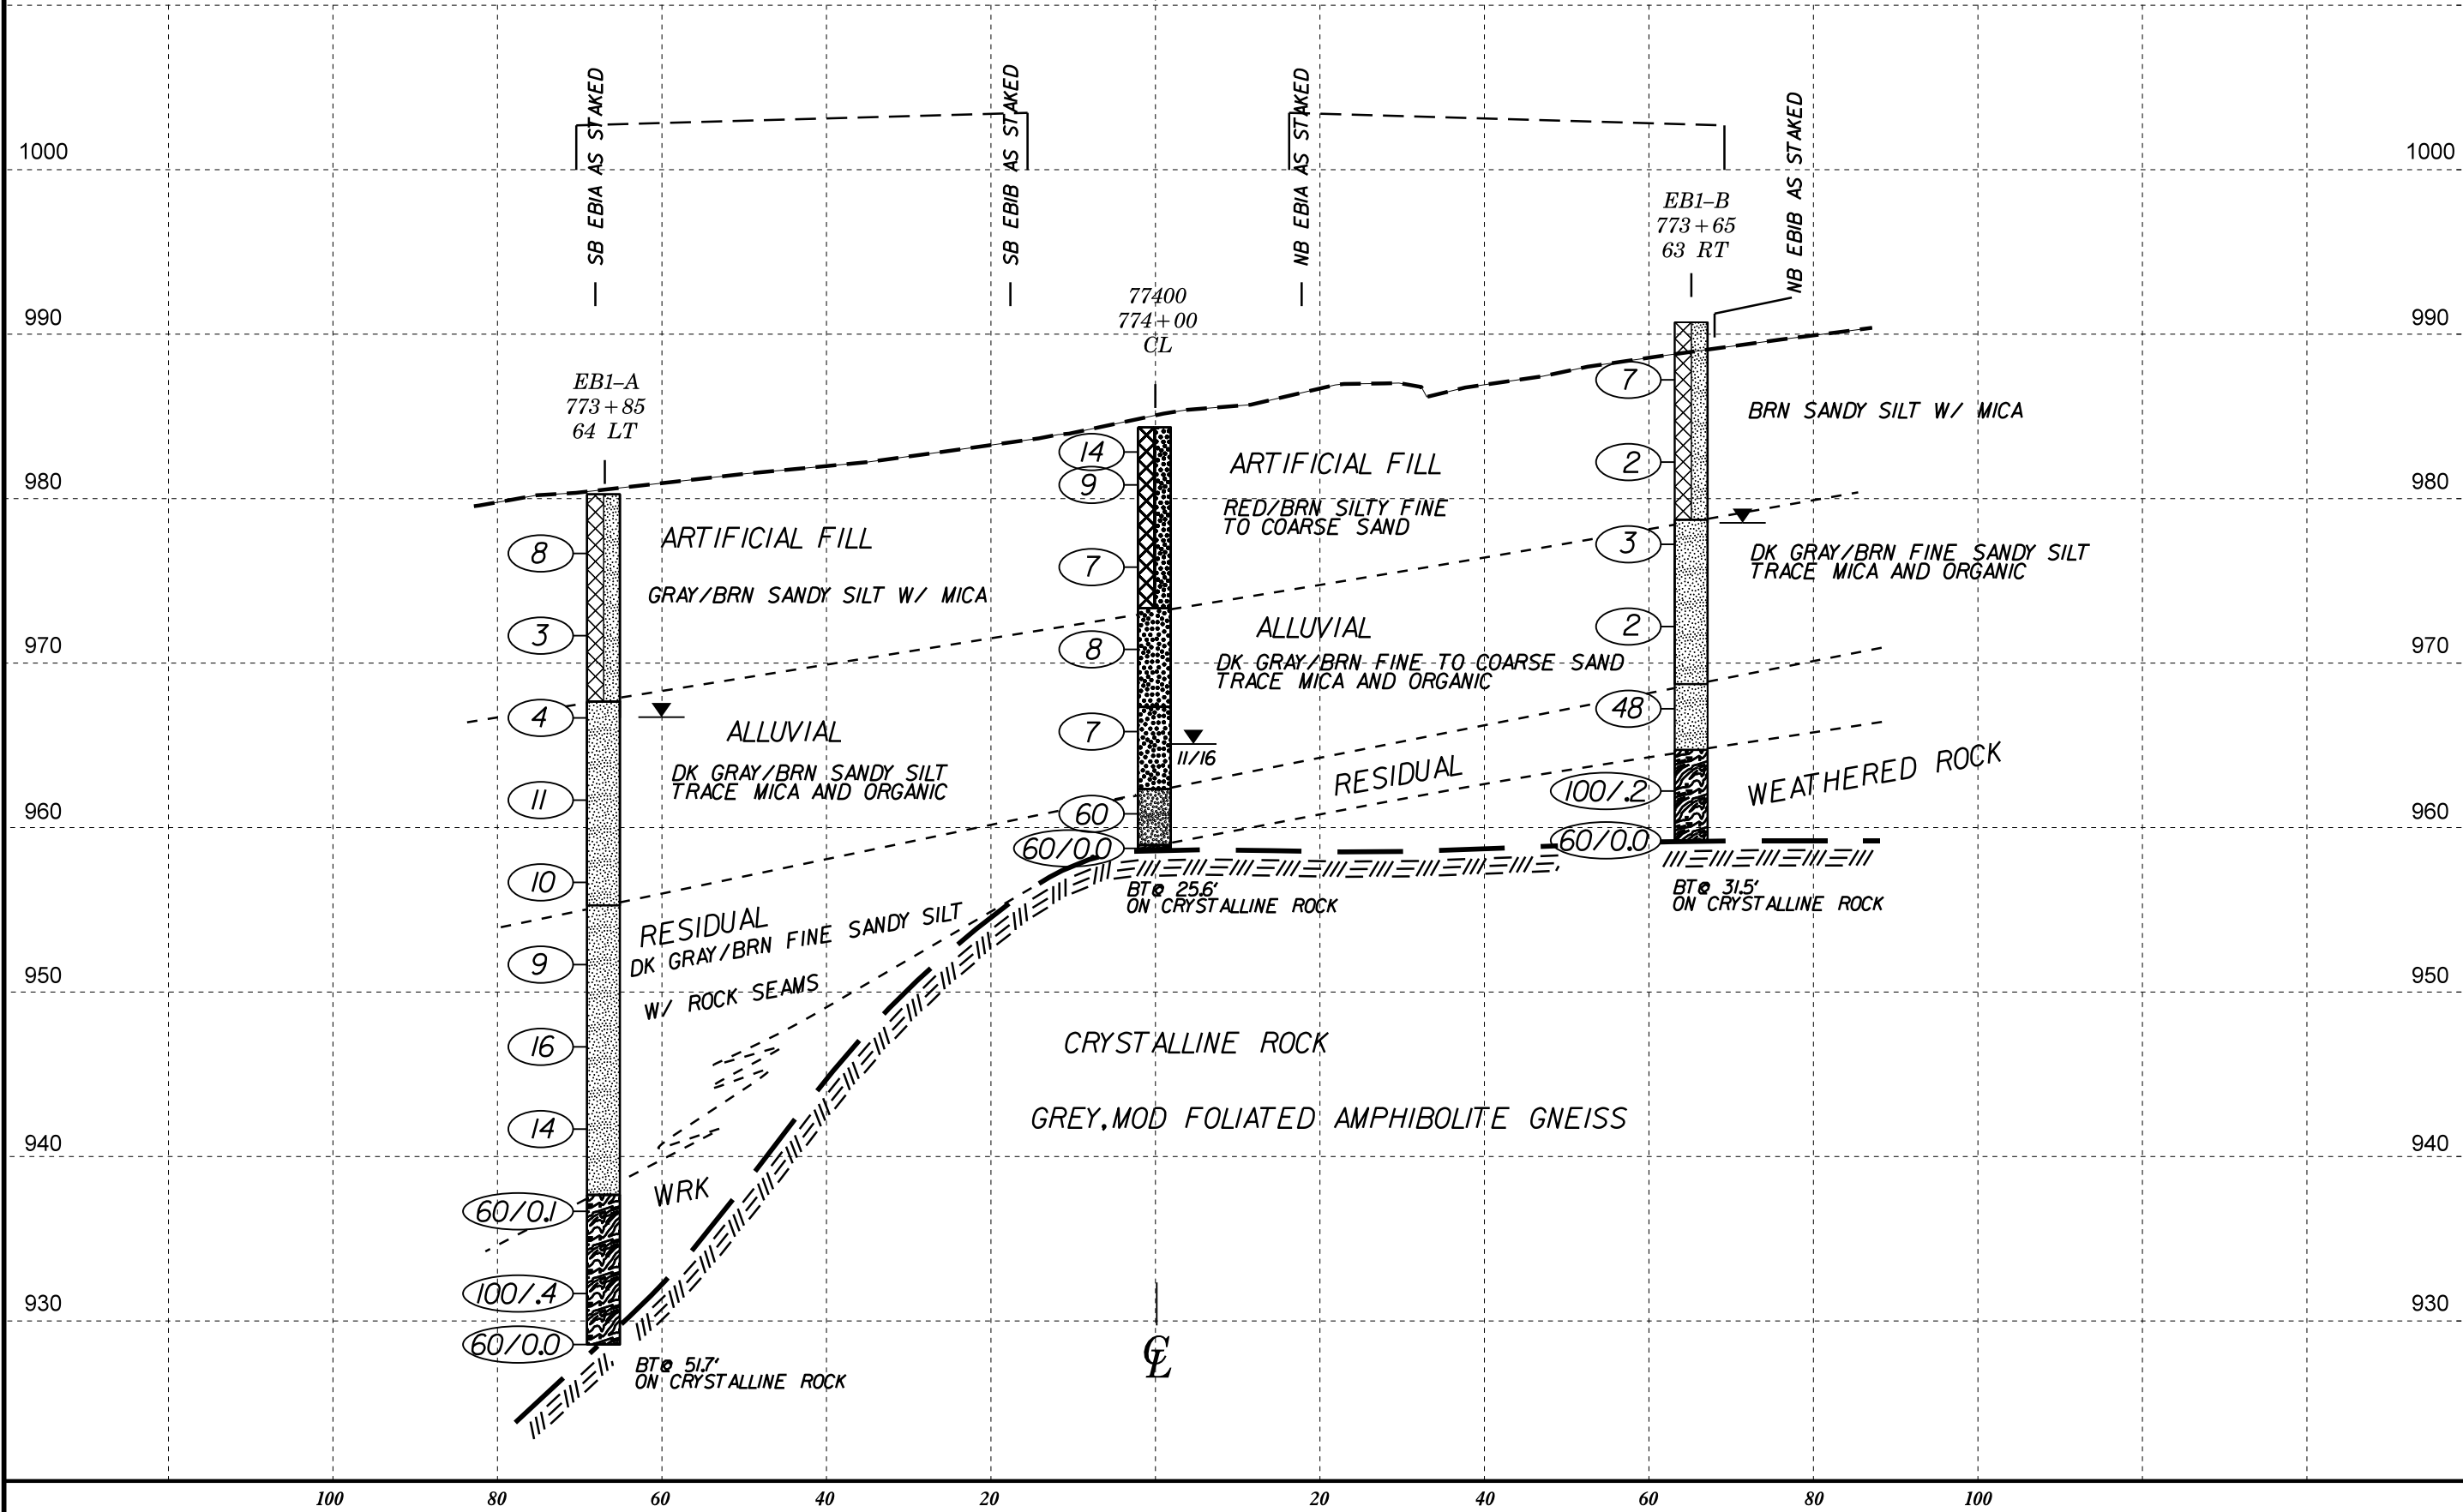 SB EB1A AS STAKED
SB EB1B AS STAKED
NB EB1A AS STAKED
NB EB1B AS STAKED
1000
1000
EB1-B
773+65
63 RT
77400
774+00
CL
990
990
EB1-A
773+85
64 LT
7
BRN SANDY SILT W/ MICA
14
ARTIFICIAL FILL
2
980
9
980
RED/BRN SILTY FINE
TO COARSE SAND
ARTIFICIAL FILL
8
3
DK GRAY/BRN FINE SANDY SILT
TRACE MICA AND ORGANIC
7
GRAY/BRN SANDY SILT W/ MICA
3
ALLUVIAL
2
970
8
970
DK GRAY/BRN FINE TO COARSE SAND
TRACE MICA AND ORGANIC
4
48
ALLUVIAL
7
11/16
DK GRAY/BRN SANDY SILT
TRACE MICA AND ORGANIC
RESIDUAL
WEATHERED ROCK
11
100/.2
960
60
960
60/0.0
60/0.0
10
BT@ 25.6'
ON CRYSTALLINE ROCK
BT@ 31.5'
ON CRYSTALLINE ROCK
RESIDUAL
DK GRAY/BRN FINE SANDY SILT
W/ ROCK SEAMS
9
950
950
16
CRYSTALLINE ROCK
14
GREY, MOD FOLIATED AMPHIBOLITE GNEISS
940
940
WRK
60/0.1
100/.4
930
930
60/0.0
BT@ 51.7'
ON CRYSTALLINE ROCK
CL
100 80 60 40 20 20 40 60 80 100